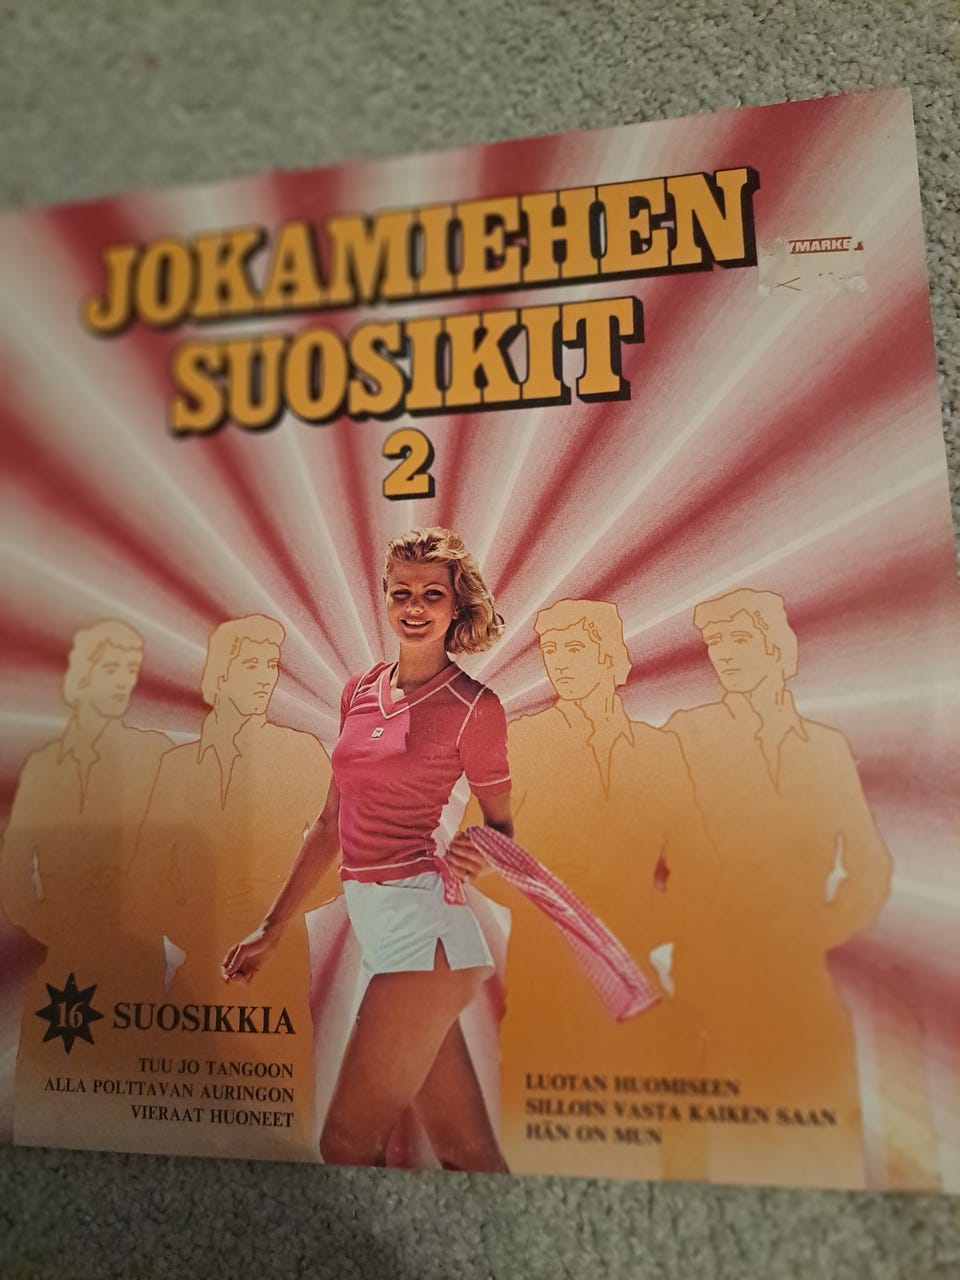 JOKAMIEHEN
SUOSIKIT
2
YMARKET
16 SUOSIKKIA
TUU JO TANGOON
ALLA POLTTAVAN AURINGON
VIERAAT HUONEET
LUOTAN HUOMISEEN
SILLOIN VASTA KAIKEN SAAN
HÄN ON MUN